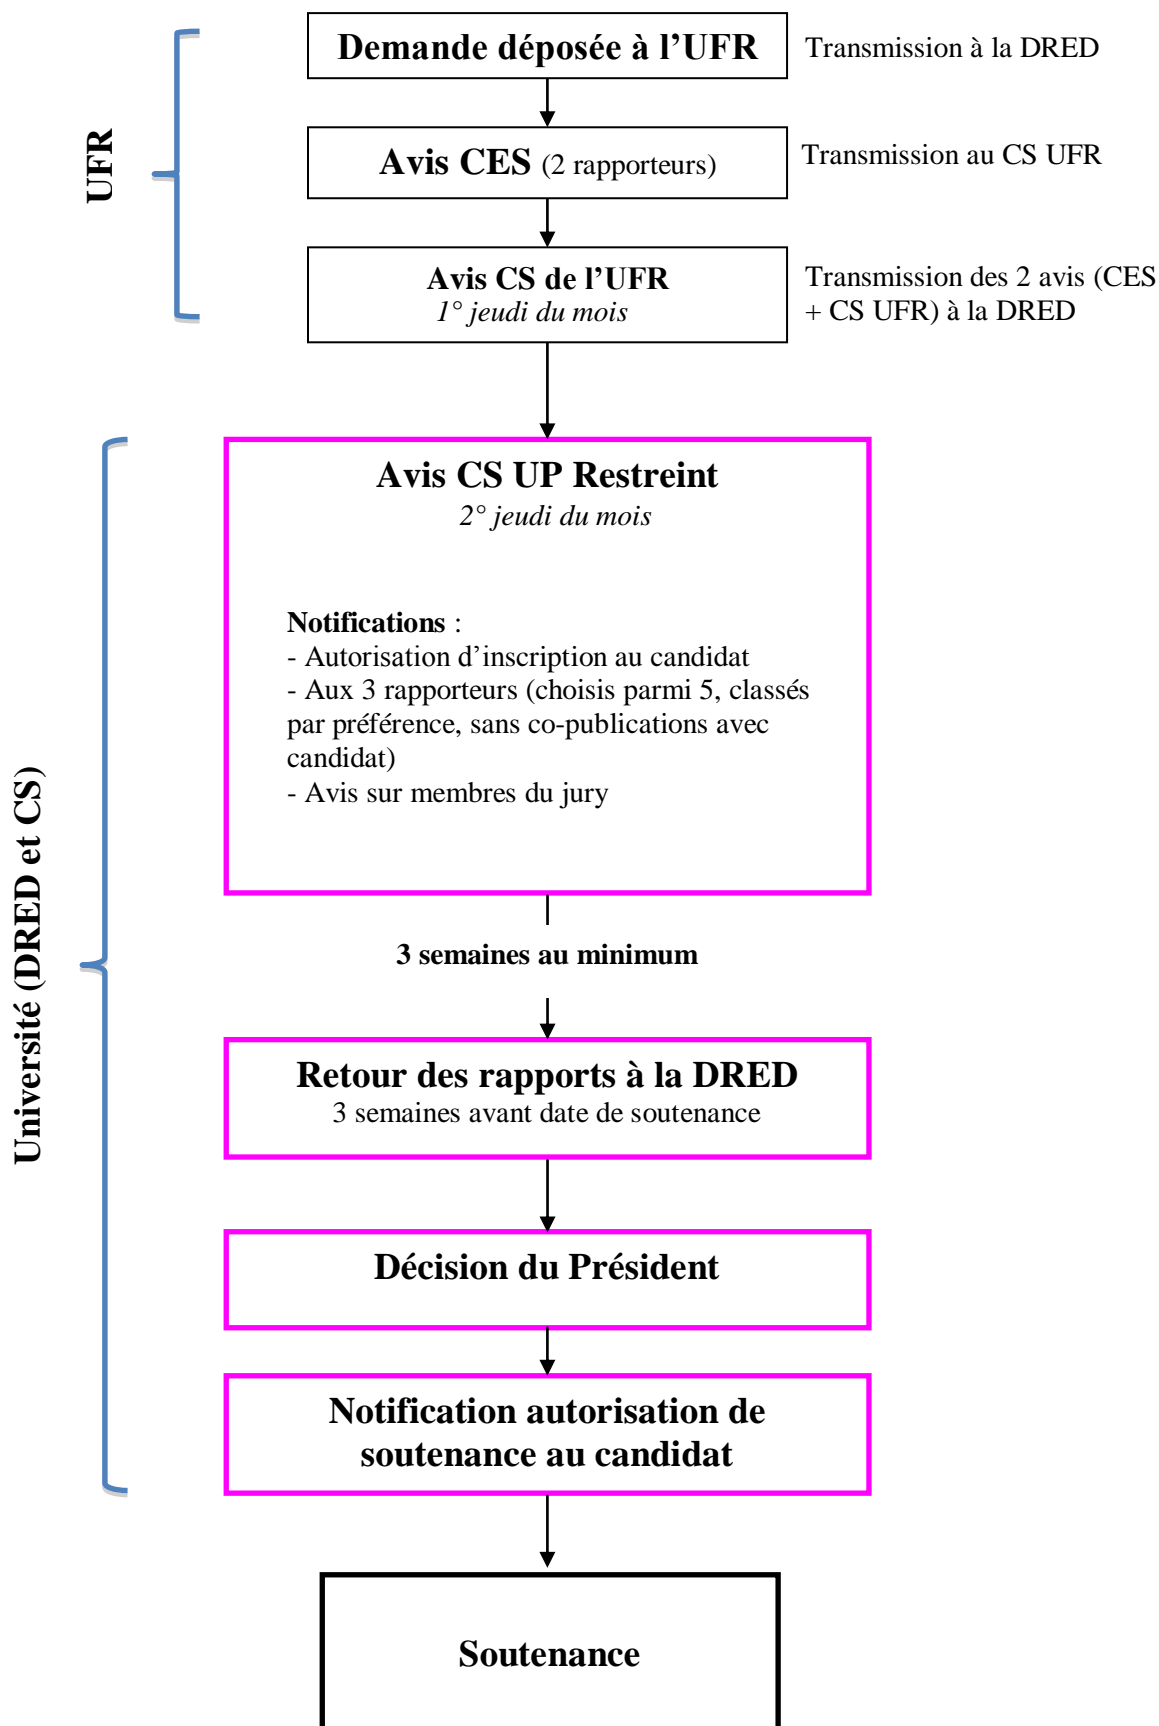 Demande déposée à l’UFR
Transmission à la DRED
UFR
Avis CES (2 rapporteurs)
Transmission au CS UFR
Avis CS de l’UFR
1° jeudi du mois
Transmission des 2 avis (CES
+ CS UFR) à la DRED
Université (DRED et CS)
Avis CS UP Restreint
2° jeudi du mois
Notifications :
- Autorisation d’inscription au candidat
- Aux 3 rapporteurs (choisis parmi 5, classés
par préférence, sans co-publications avec
candidat)
- Avis sur membres du jury
3 semaines au minimum
Retour des rapports à la DRED
3 semaines avant date de soutenance
Décision du Président
Notification autorisation de
soutenance au candidat
Soutenance